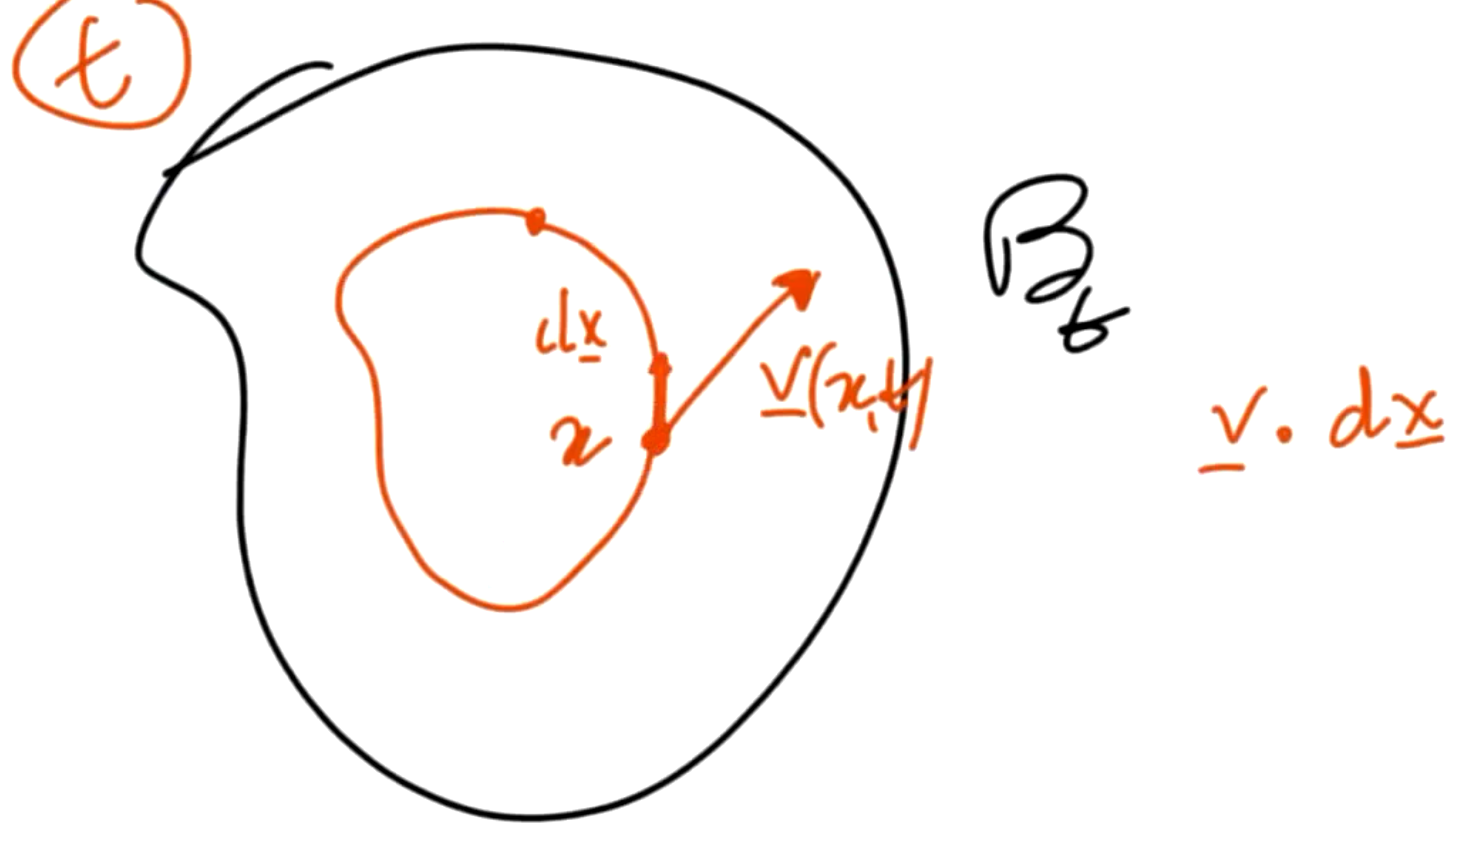 t
B_t
dx
v(x,t)
x
v · dx